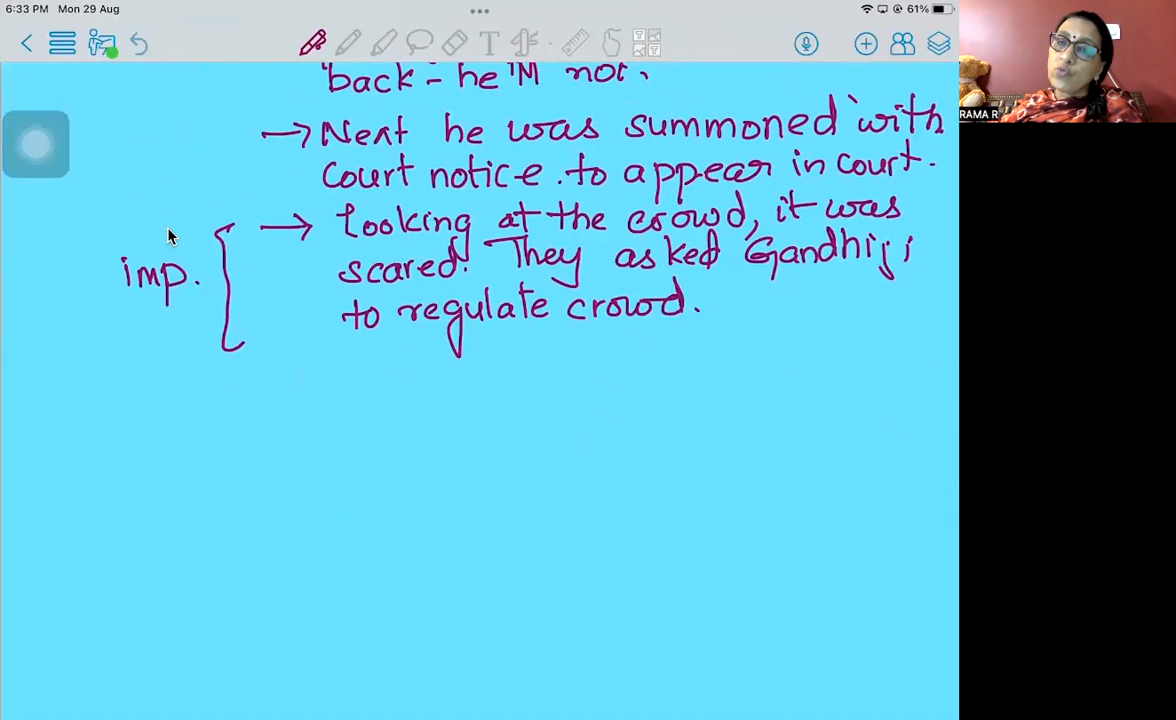 6:33 PM Mon 29 Aug
61%
RAMA R
back - he 'M not.
→ Next he was summoned with
court notice. to appear in court.
→ Looking at the crowd, it was
scared. They asked Gandhiji
imp.
to regulate crowd.